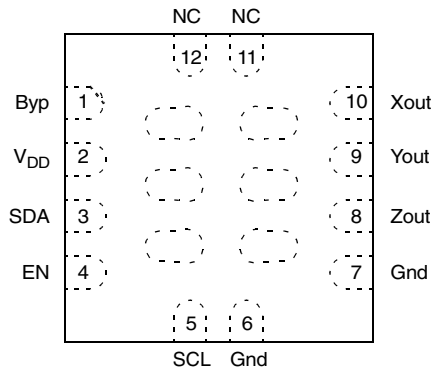 NC NC
12 11
Byp 1 10 Xout
VDD 2 9 Yout
SDA 3 8 Zout
EN 4 7 Gnd
5 6
SCL Gnd